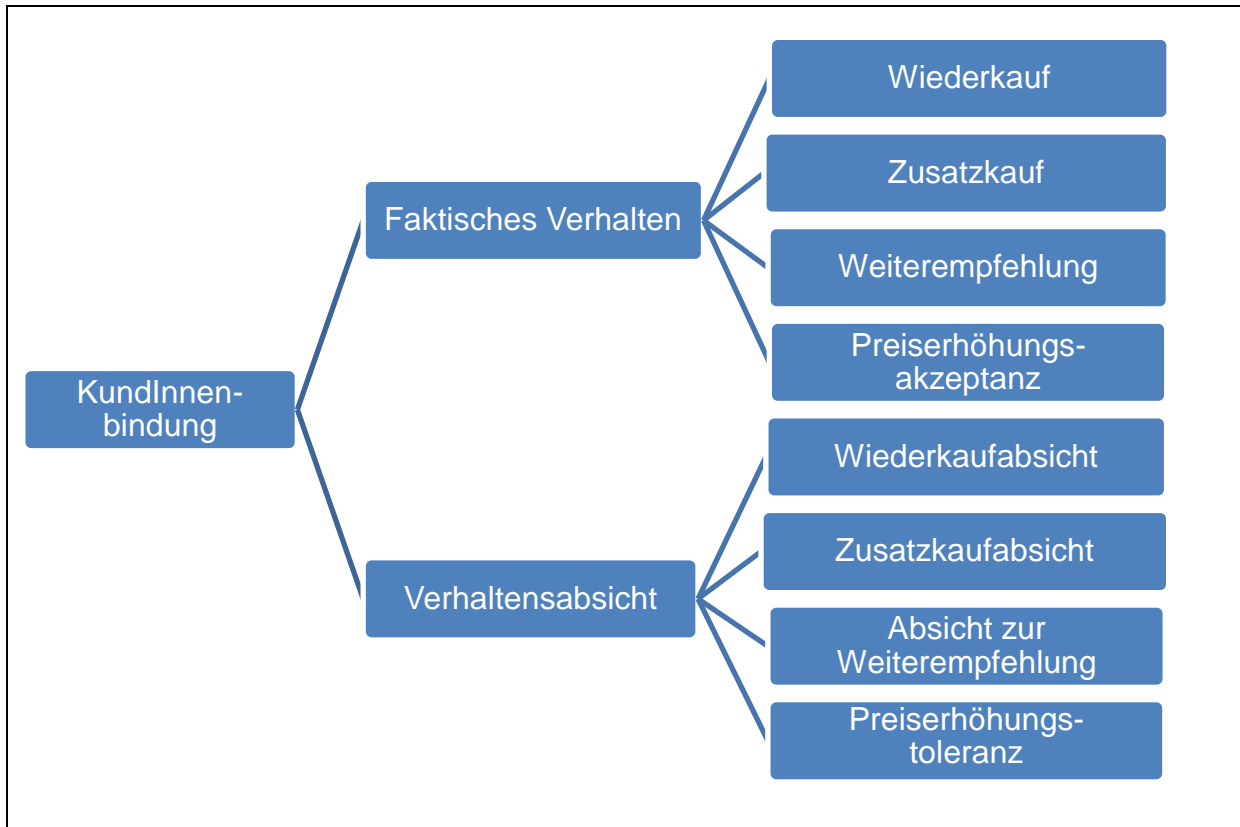 Wiederkauf
Zusatzkauf
Faktisches Verhalten
Weiterempfehlung
Preiserhöhungs-
akzeptanz
KundInnen-
bindung
Wiederkaufabsicht
Zusatzkaufabsicht
Verhaltensabsicht
Absicht zur
Weiterempfehlung
Preiserhöhungs-
toleranz